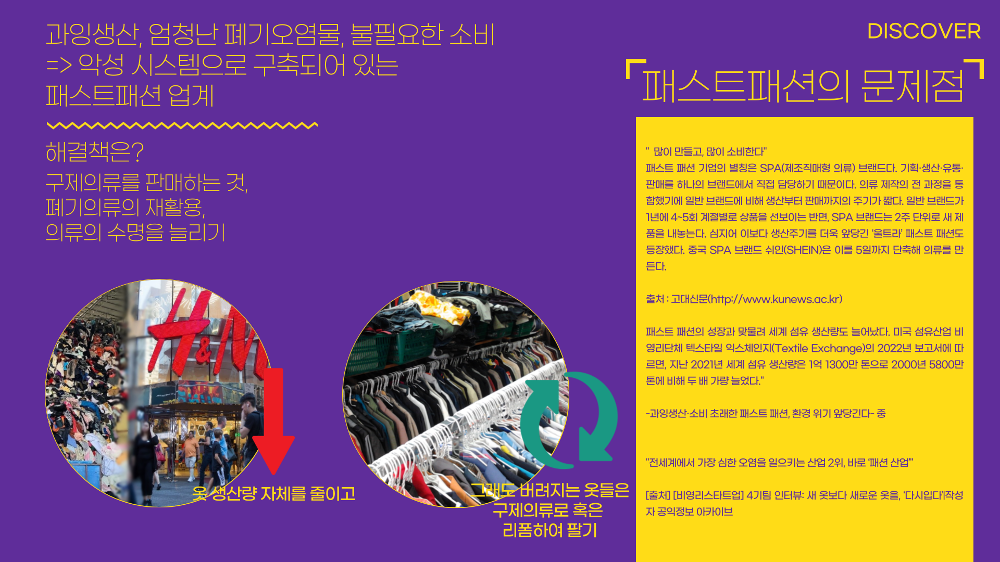 과잉생산, 엄청난 폐기오염물, 불필요한 소비
=> 악성 시스템으로 구축되어 있는
패스트패션 업계
해결책은?
구제의류를 판매하는 것,
폐기의류의 재활용,
의류의 수명을 늘리기
H&M
옷 생산량 자체를 줄이고
그래도 버려지는 옷들은
구제의류로 혹은
리폼하여 팔기
DISCOVER
패스트패션의 문제점
" 많이 만들고, 많이 소비한다"
패스트 패션 기업의 별칭은 SPA(제조직매형 의류) 브랜드다. 기획·생산·유통·
판매를 하나의 브랜드에서 직접 담당하기 때문이다. 의류 제작의 전 과정을 통
합했기에 일반 브랜드에 비해 생산부터 판매까지의 주기가 짧다. 일반 브랜드가
1년에 4~5회 계절별로 상품을 선보이는 반면, SPA 브랜드는 2주 단위로 새 제
품을 내놓는다. 심지어 이보다 생산주기를 더욱 앞당긴 ‘울트라’ 패스트 패션도
등장했다. 중국 SPA 브랜드 쉬인(SHEIN)은 이를 5일까지 단축해 의류를 만
든다.
출처 : 고대신문(http://www.kunews.ac.kr)
패스트 패션의 성장과 맞물려 세계 섬유 생산량도 늘어났다. 미국 섬유산업 비
영리단체 텍스타일 익스체인지(Textile Exchange)의 2022년 보고서에 따
르면, 지난 2021년 세계 섬유 생산량은 1억 1300만 톤으로 2000년 5800만
톤에 비해 두 배 가량 늘었다."
-과잉생산·소비 초래한 패스트 패션, 환경 위기 앞당긴다- 중
"전세계에서 가장 심한 오염을 일으키는 산업 2위, 바로 ‘패션 산업’"
[출처] [비영리스타트업] 4기팀 인터뷰: 새 옷보다 새로운 옷을, ‘다시입다’|작성
자 공익정보 아카이브